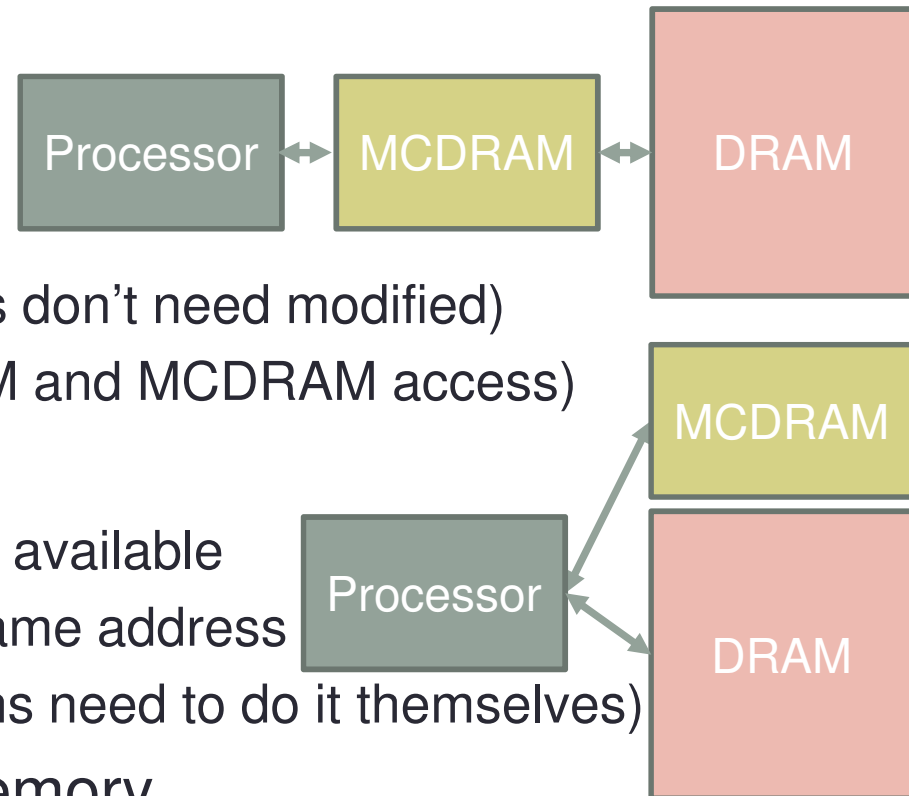 Processor MCDRAM DRAM
s don't need modified)
M and MCDRAM access)
MCDRAM
available
Processor
ame address
DRAM
ns need to do it themselves)
emory